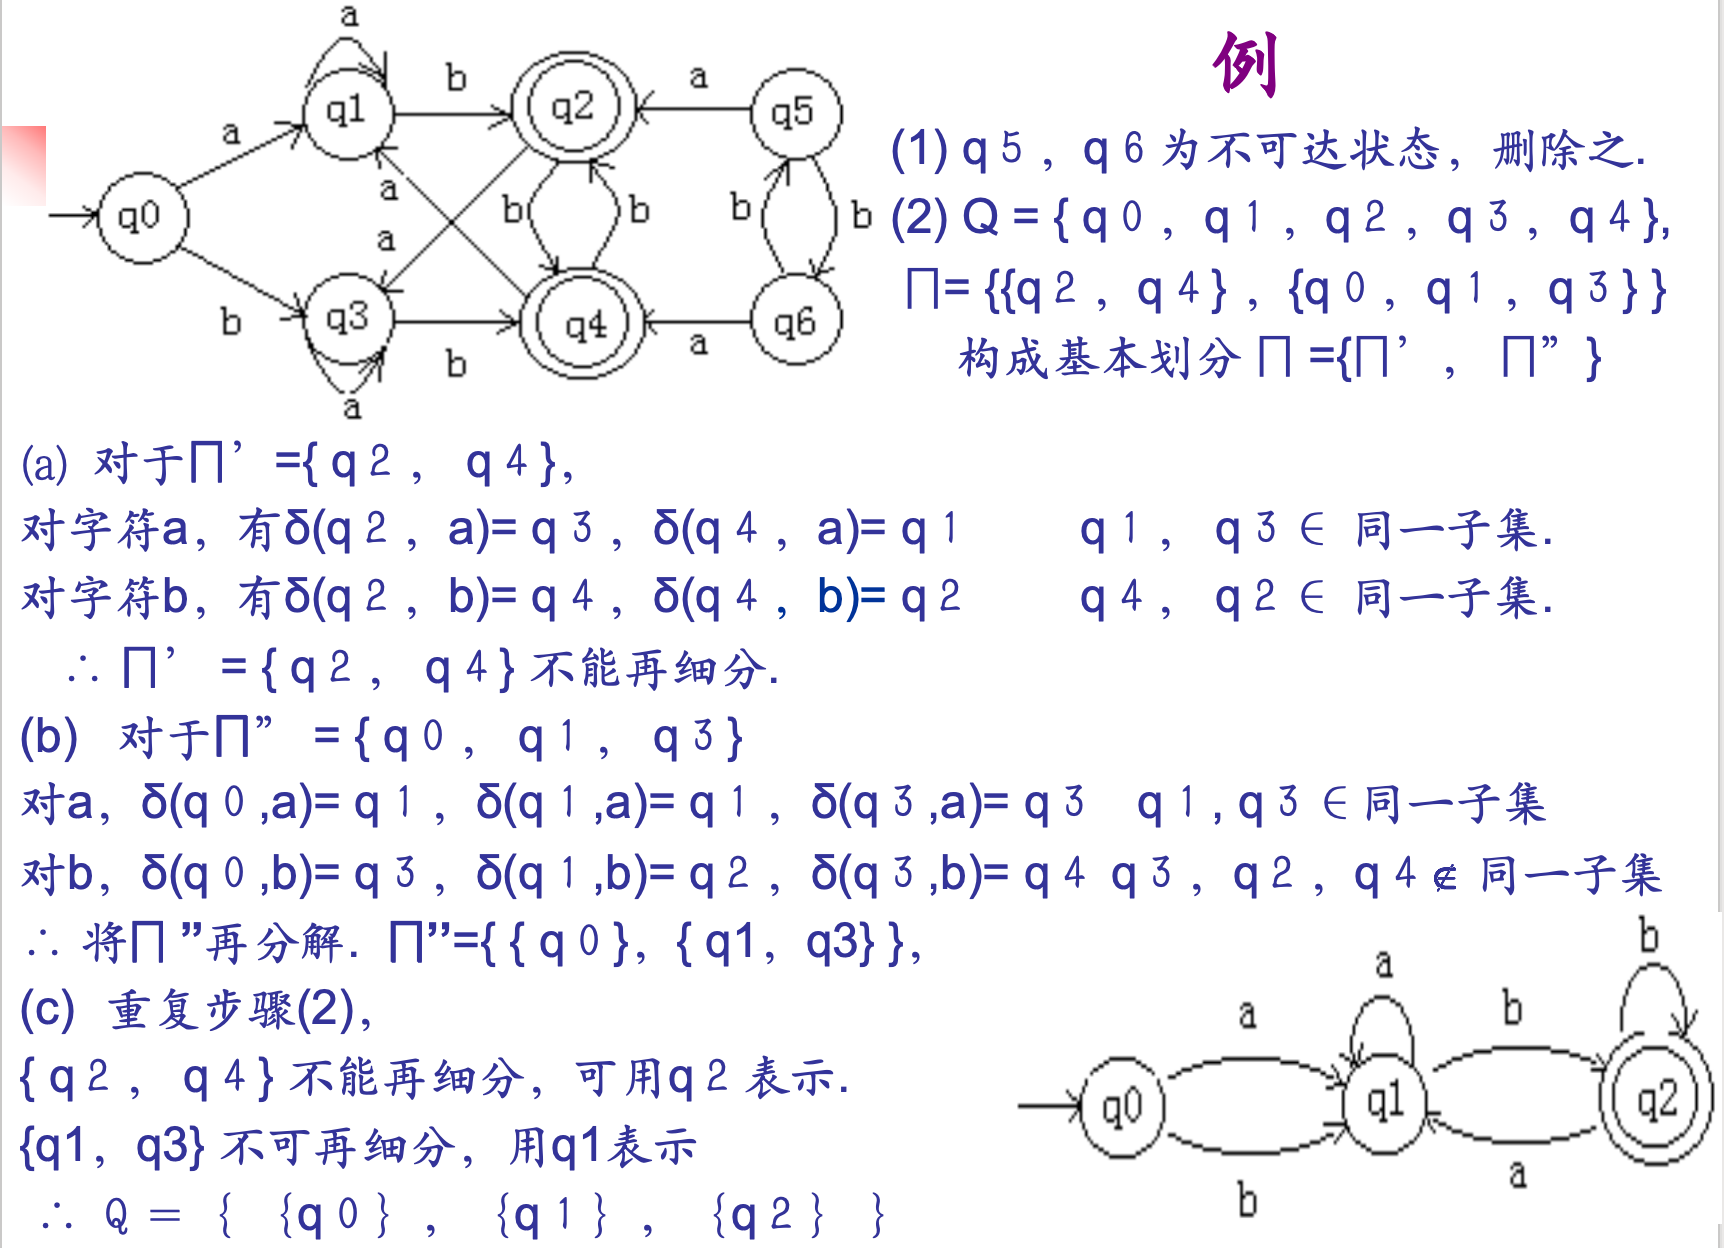 例
a
q1
b
q2
a
q5
a
q0
a
b
b
b
b
a
b
q3
b
q4
a
q6
a
(1) q5，q6为不可达状态，删除之.
(2) Q = { q0，q1，q2，q3，q4},
∏= {{q2，q4}，{q0，q1，q3} }
构成基本划分∏ ={∏’，∏”}
(a) 对于∏’={ q2，q4},
对字符a，有δ(q2，a)= q3，δ(q4，a)= q1 q1，q3∈ 同一子集.
对字符b，有δ(q2，b)= q4，δ(q4，b)= q2 q4，q2∈ 同一子集.
∴ ∏’ = { q2，q4} 不能再细分.
(b) 对于∏” = { q0，q1，q3}
对a，δ(q0,a)= q1，δ(q1,a)= q1，δ(q3,a)= q3 q1, q3∈同一子集
对b，δ(q0,b)= q3，δ(q1,b)= q2，δ(q3,b)= q4 q3，q2，q4∉ 同一子集
∴ 将∏ ”再分解. ∏”={ { q0}，{ q1，q3} },
(c) 重复步骤(2),
{ q2，q4} 不能再细分，可用q2表示.
{q1，q3} 不可再细分，用q1表示
∴ Q = { {q0}，{q1}，{q2} }
b
a
a
b
q0
q1
q2
b
a